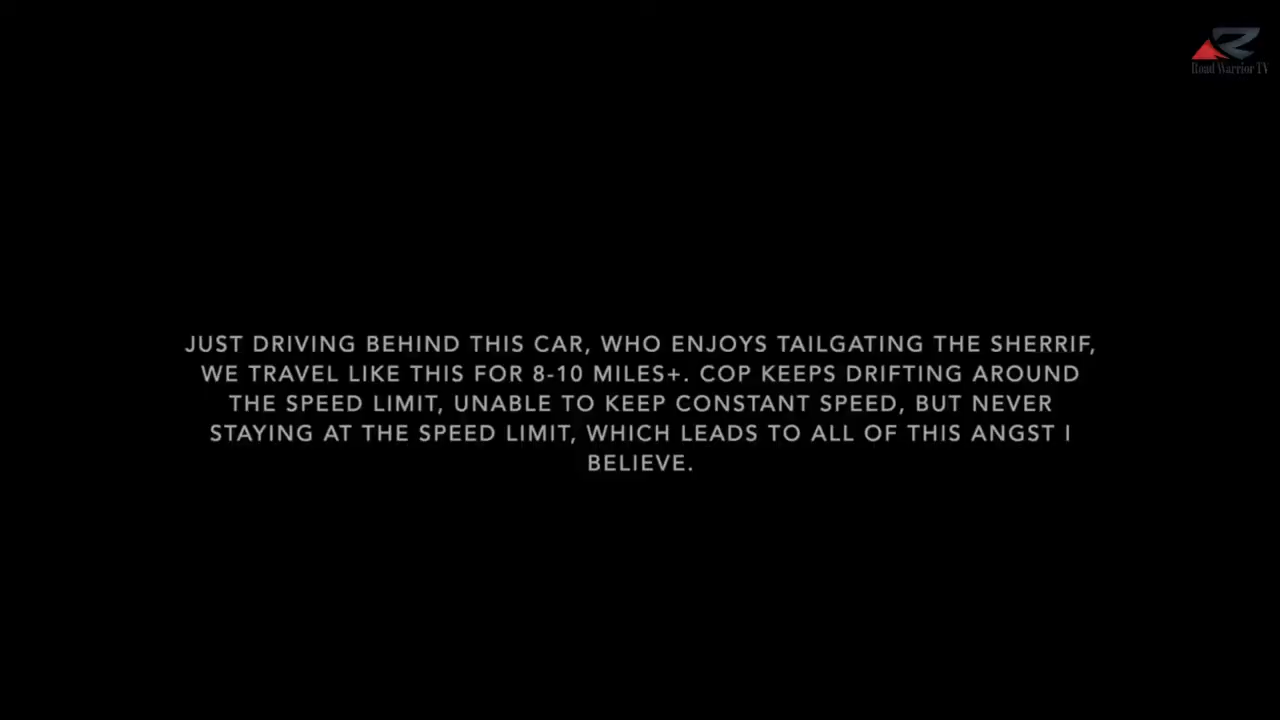 Road Warrior TV
JUST DRIVING BEHIND THIS CAR, WHO ENJOYS TAILGATING THE SHERRIF,
WE TRAVEL LIKE THIS FOR 8-10 MILES+. COP KEEPS DRIFTING AROUND
THE SPEED LIMIT, UNABLE TO KEEP CONSTANT SPEED, BUT NEVER
STAYING AT THE SPEED LIMIT, WHICH LEADS TO ALL OF THIS ANGST I
BELIEVE.